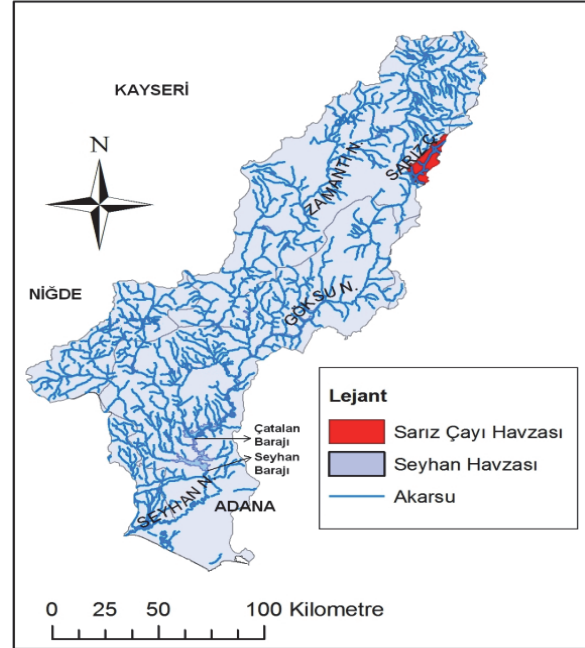 KAYSERİ
N
SARIZ Ç.
ZAMANTI N.
NİĞDE
GÖKSU N.
Lejant
Sarız Çayı Havzası
Seyhan Havzası
Akarsu
Çatalan
Barajı
Seyhan
Barajı
SEYHAN N.
ADANA
0 25 50 100 Kilometre